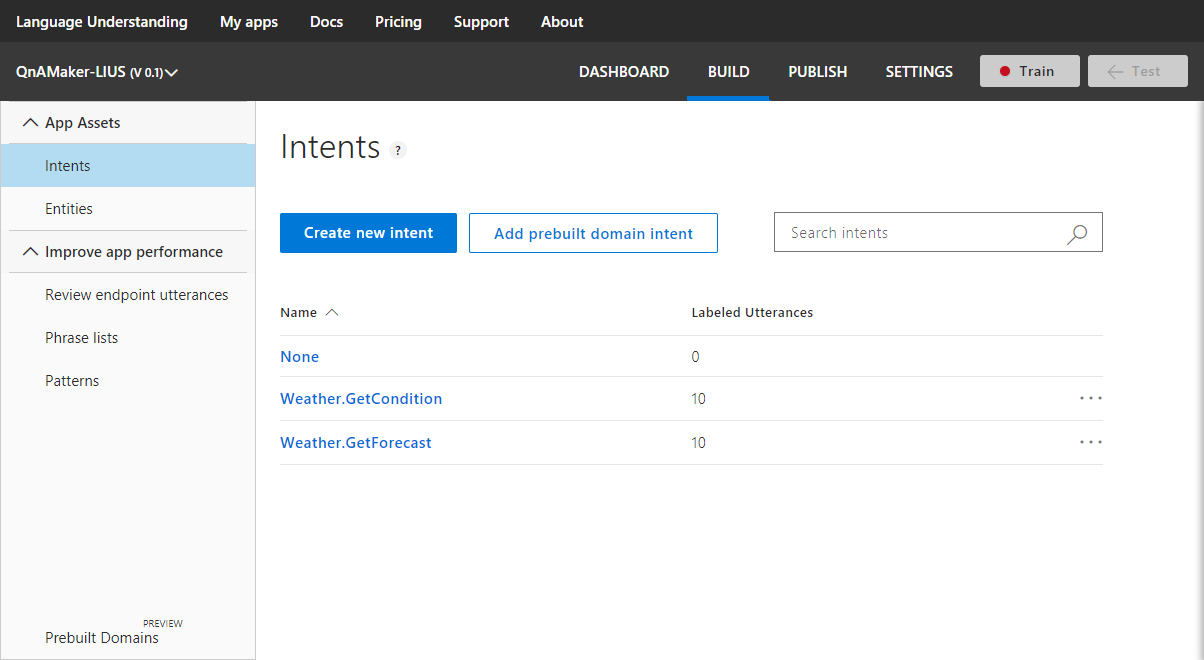 Language Understanding My apps Docs Pricing Support About
QnAMaker-LIUS (V 0.1) DASHBOARD BUILD PUBLISH SETTINGS Train Test
App Assets
Intents
Entities
Improve app performance
Review endpoint utterances
Phrase lists
Patterns
PREVIEW
Prebuilt Domains
Intents ?
Create new intent Add prebuilt domain intent Search intents
Name Labeled Utterances
None 0
Weather.GetCondition 10
Weather.GetForecast 10